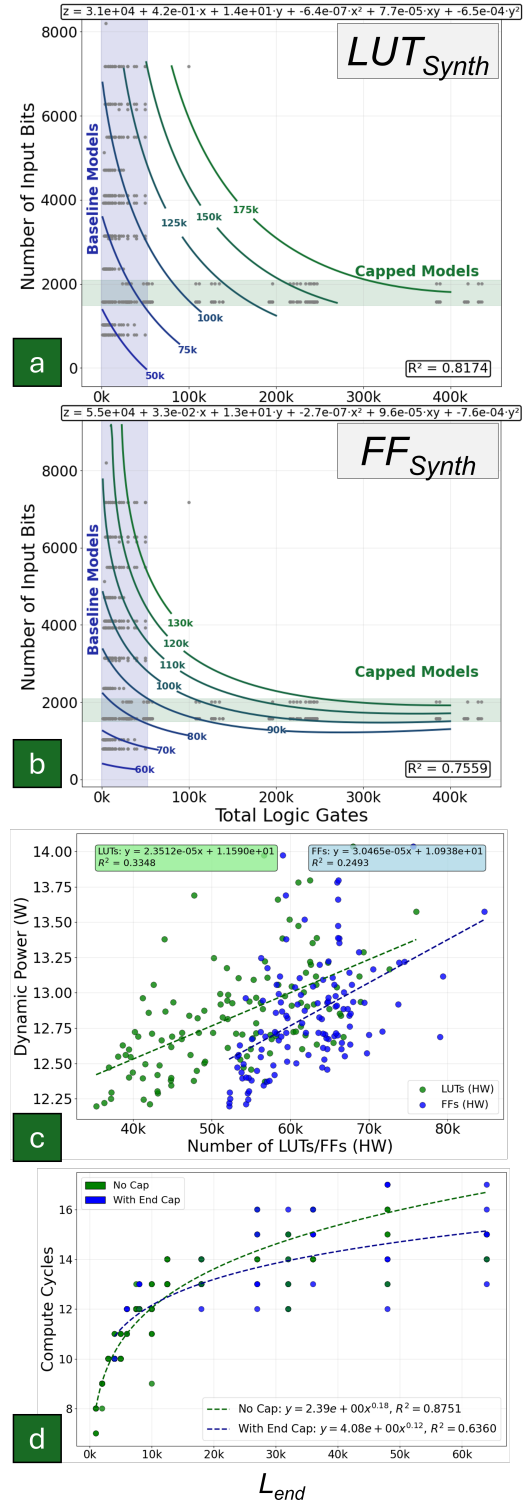 z = 3.1e+04 + 4.2e-01·x + 1.4e+01·y + -6.4e-07·x² + 7.7e-05·xy + -6.5e-04·y²
LUT_Synth
8000
6000
4000
2000
0
Number of Input Bits
Baseline Models
175k
150k
125k
Capped Models
100k
75k
50k
R² = 0.8174
a
0k 100k 200k 300k 400k
z = 5.5e+04 + 3.3e-02·x + 1.3e+01·y + -2.7e-07·x² + 9.6e-05·xy + -7.6e-04·y²
FF_Synth
8000
6000
4000
2000
0
Number of Input Bits
Baseline Models
130k
120k
110k
Capped Models
100k
90k
80k
70k
60k
R² = 0.7559
b
0k 100k 200k 300k 400k
Total Logic Gates
14.00
13.75
13.50
13.25
13.00
12.75
12.50
12.25
Dynamic Power (W)
LUTs: y = 2.3512e-05x + 1.1590e+01
R² = 0.3348
FFs: y = 3.0465e-05x + 1.0938e+01
R² = 0.2493
LUTs (HW)
FFs (HW)
c
40k 50k 60k 70k 80k
Number of LUTs/FFs (HW)
No Cap
With End Cap
16
14
12
10
8
Compute Cycles
No Cap: y = 2.39e + 00x^0.18, R² = 0.8751
With End Cap: y = 4.08e + 00x^0.12, R² = 0.6360
d
0k 10k 20k 30k 40k 50k 60k
L_end